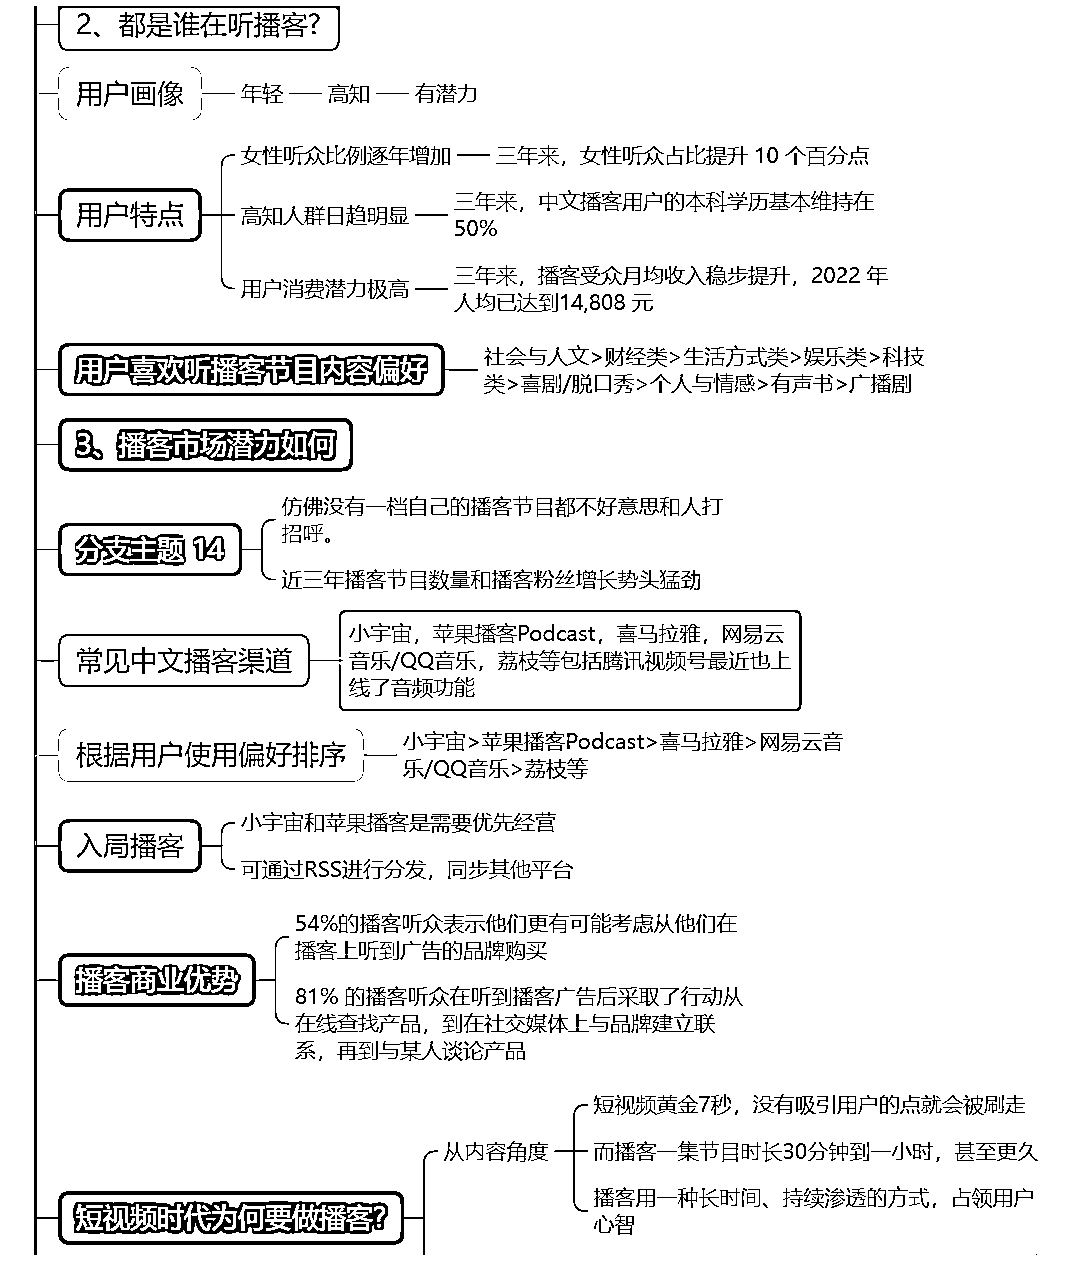 2、都是谁在听播客?
用户画像
年轻
高知
有潜力
用户特点
女性听众比例逐年增加
三年来，女性听众占比提升 10 个百分点
高知人群日趋明显
三年来，中文播客用户的本科学历基本维持在
50%
用户消费潜力极高
三年来，播客受众月均收入稳步提升，2022 年
人均已达到14,808 元
用户喜欢听播客节目内容偏好
社会与人文>财经类>生活方式类>娱乐类>科技
类>喜剧/脱口秀>个人与情感>有声书>广播剧
3、播客市场潜力如何
分支主题 14
仿佛没有一档自己的播客节目都不好意思和人打
招呼。
近三年播客节目数量和播客粉丝增长势头猛劲
常见中文播客渠道
小宇宙，苹果播客Podcast，喜马拉雅，网易云
音乐/QQ音乐，荔枝等包括腾讯视频号最近也上
线了音频功能
根据用户使用偏好排序
小宇宙>苹果播客Podcast>喜马拉雅>网易云音
乐/QQ音乐>荔枝等
入局播客
小宇宙和苹果播客是需要优先经营
可通过RSS进行分发，同步其他平台
播客商业优势
54%的播客听众表示他们更有可能考虑从他们在
播客上听到广告的品牌购买
81% 的播客听众在听到播客广告后采取了行动从
在线查找产品，到在社交媒体上与品牌建立联
系，再到与某人谈论产品
短视频时代为何要做播客?
从内容角度
短视频黄金7秒，没有吸引用户的点就会被刷走
而播客一集节目时长30分钟到一小时，甚至更久
播客用一种长时间、持续渗透的方式，占领用户
心智